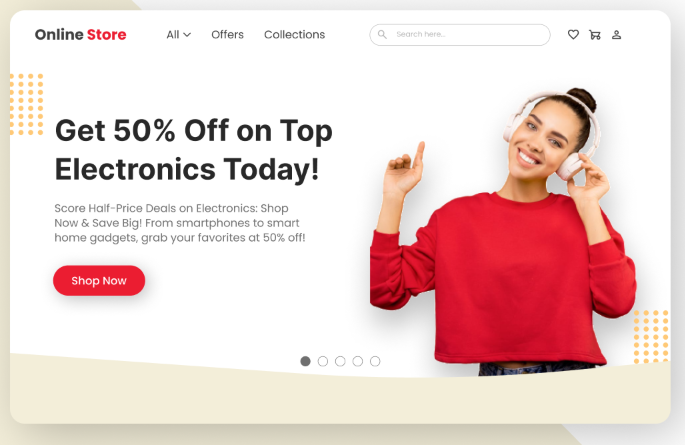 Online Store
All
Offers
Collections
Search here...
Get 50% Off on Top
Electronics Today!
Score Half-Price Deals on Electronics: Shop
Now & Save Big! From smartphones to smart
home gadgets, grab your favorites at 50% off!
Shop Now